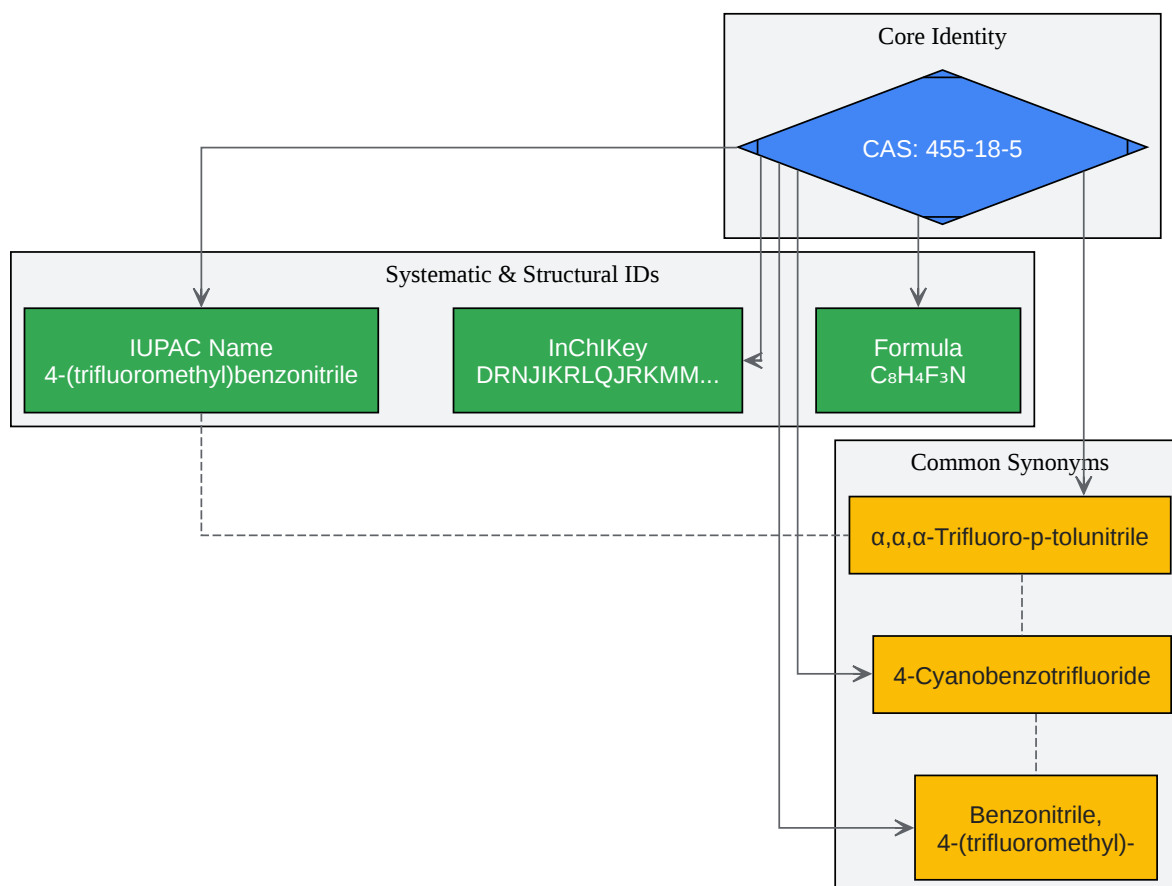 Core Identity
CAS: 455-18-5
Systematic & Structural IDs
IUPAC Name
4-(trifluoromethyl)benzonitrile
InChIKey
DRNJIKRLQJRKMM...
Formula
C₈H₄F₃N
Common Synonyms
α,α,α-Trifluoro-p-tolunitrile
4-Cyanobenzotrifluoride
Benzonitrile,
4-(trifluoromethyl)-